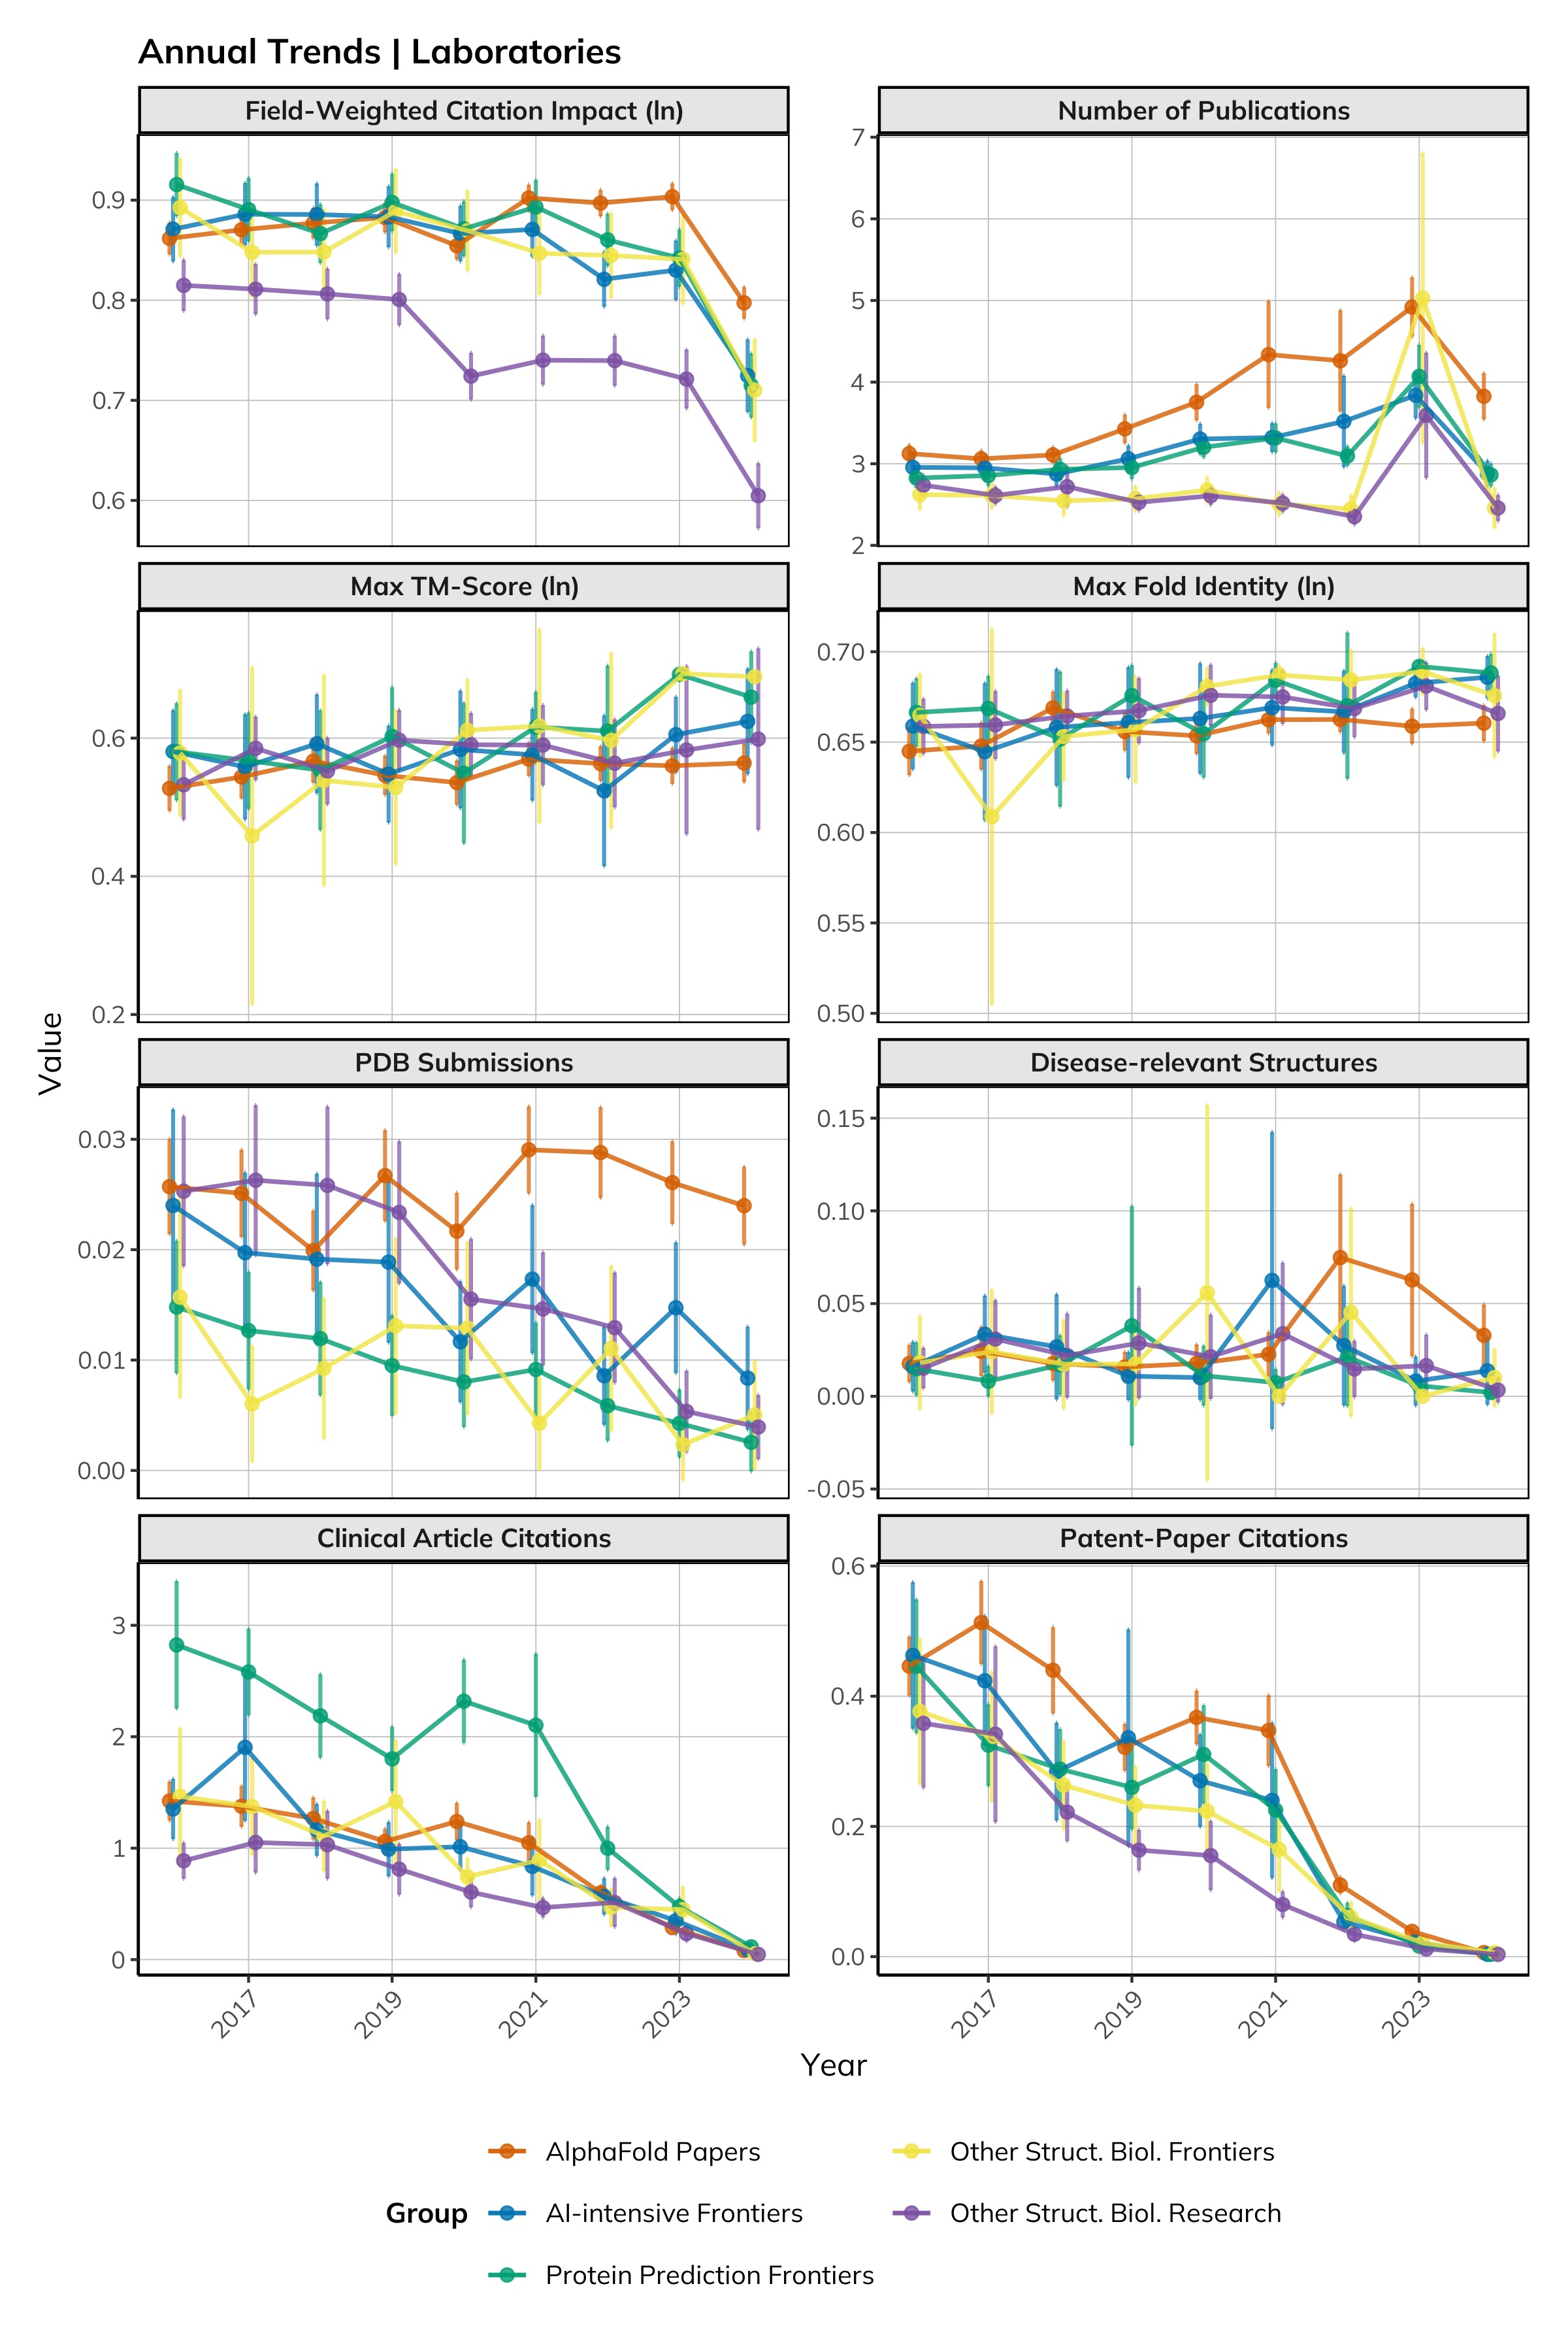 Annual Trends | Laboratories
Field-Weighted Citation Impact (ln)
Number of Publications
0.9
0.8
0.7
0.6
7
6
5
4
3
2
Max TM-Score (ln)
Max Fold Identity (ln)
0.6
0.4
0.2
0.70
0.65
0.60
0.55
0.50
Value
PDB Submissions
Disease-relevant Structures
0.03
0.02
0.01
0.00
0.15
0.10
0.05
0.00
-0.05
Clinical Article Citations
Patent-Paper Citations
3
2
1
0
0.6
0.4
0.2
0.0
2017
2019
2021
2023
2017
2019
2021
2023
Year
Group
AlphaFold Papers
AI-intensive Frontiers
Protein Prediction Frontiers
Other Struct. Biol. Frontiers
Other Struct. Biol. Research